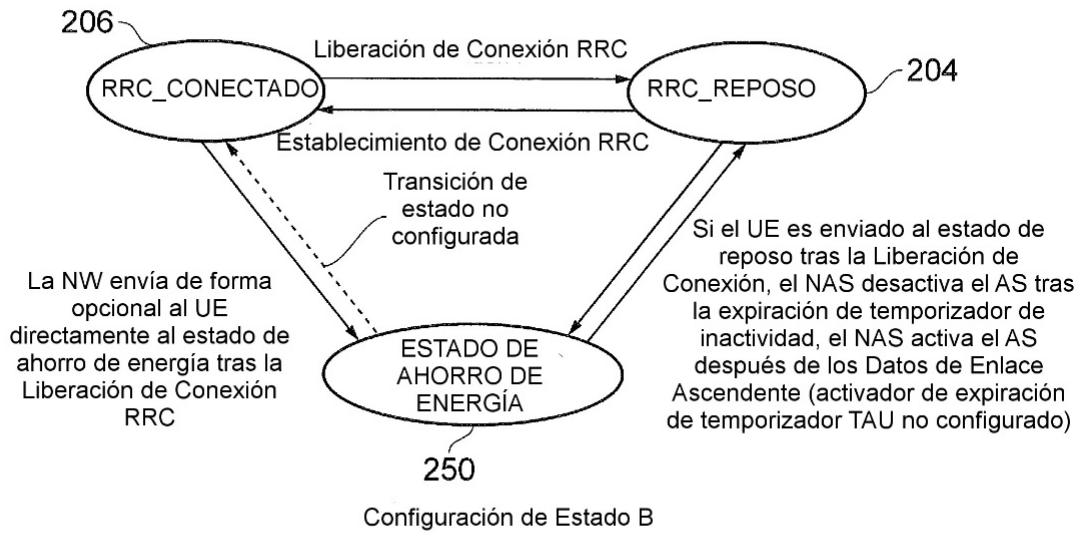 206
Liberación de Conexión RRC
RRC_CONECTADO
RRC_REPOSO
204
Establecimiento de Conexión RRC
Transición de
estado no
configurada
La NW envía de forma
opcional al UE
directamente al estado de
ahorro de energía tras la
Liberación de Conexión
RRC
Si el UE es enviado al estado de
reposo tras la Liberación de
Conexión, el NAS desactiva el AS tras
la expiración de temporizador de
inactividad, el NAS activa el AS
después de los Datos de Enlace
Ascendente (activador de expiración
de temporizador TAU no configurado)
ESTADO DE
AHORRO DE
ENERGÍA
250
Configuración de Estado B